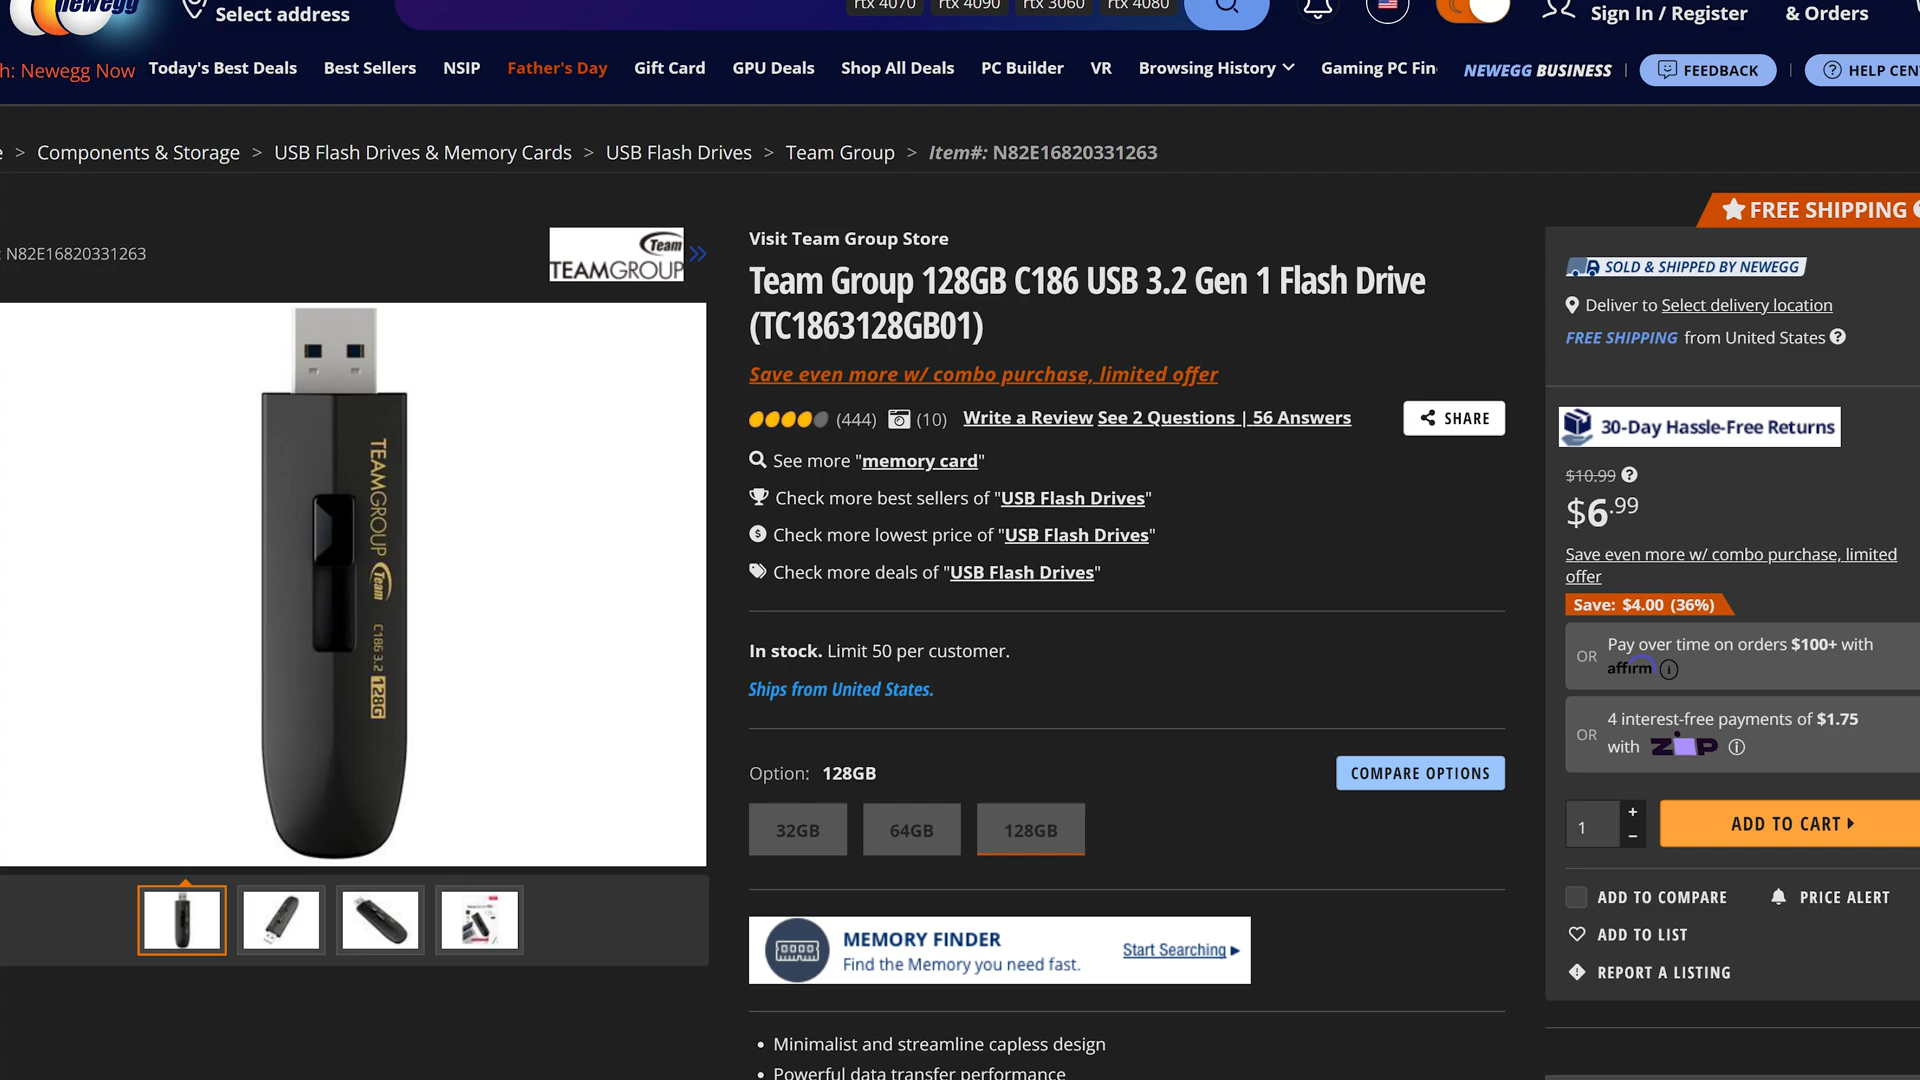 newegg
Select address
rtx 4070
rtx 4090
rtx 3060
rtx 4080
Sign In / Register
& Orders
h: Newegg Now
Today's Best Deals
Best Sellers
NSIP
Father's Day
Gift Card
GPU Deals
Shop All Deals
PC Builder
VR
Browsing History
Gaming PC Fin
NEWEGG BUSINESS
|
FEEDBACK
|
HELP CEN
e > Components & Storage > USB Flash Drives & Memory Cards > USB Flash Drives > Team Group > Item#: N82E16820331263
: N82E16820331263
Team
TEAMGROUP
TEAMGROUP Team C186 3.2 128G
Visit Team Group Store
Team Group 128GB C186 USB 3.2 Gen 1 Flash Drive
(TC1863128GB01)
Save even more w/ combo purchase, limited offer
(444) (10) Write a Review See 2 Questions | 56 Answers
SHARE
See more "memory card"
Check more best sellers of "USB Flash Drives"
Check more lowest price of "USB Flash Drives"
Check more deals of "USB Flash Drives"
In stock. Limit 50 per customer.
Ships from United States.
Option: 128GB
COMPARE OPTIONS
32GB
64GB
128GB
MEMORY FINDER
Find the Memory you need fast.
Start Searching
• Minimalist and streamline capless design
• Powerful data transfer performance
FREE SHIPPING
SOLD & SHIPPED BY NEWEGG
Deliver to Select delivery location
FREE SHIPPING from United States
30-Day Hassle-Free Returns
$10.99
$6.99
Save even more w/ combo purchase, limited
offer
Save: $4.00 (36%)
OR
Pay over time on orders $100+ with
affirm
OR
4 interest-free payments of $1.75
with ZIP
1
+
−
ADD TO CART
ADD TO COMPARE
PRICE ALERT
ADD TO LIST
REPORT A LISTING